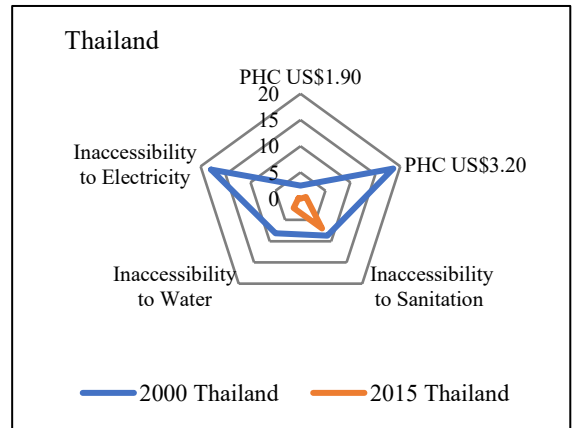 Thailand
PHC US$1.90
20
15
10
5
0
PHC US$3.20
Inaccessibility
to Sanitation
Inaccessibility
to Water
Inaccessibility
to Electricity
2000 Thailand
2015 Thailand